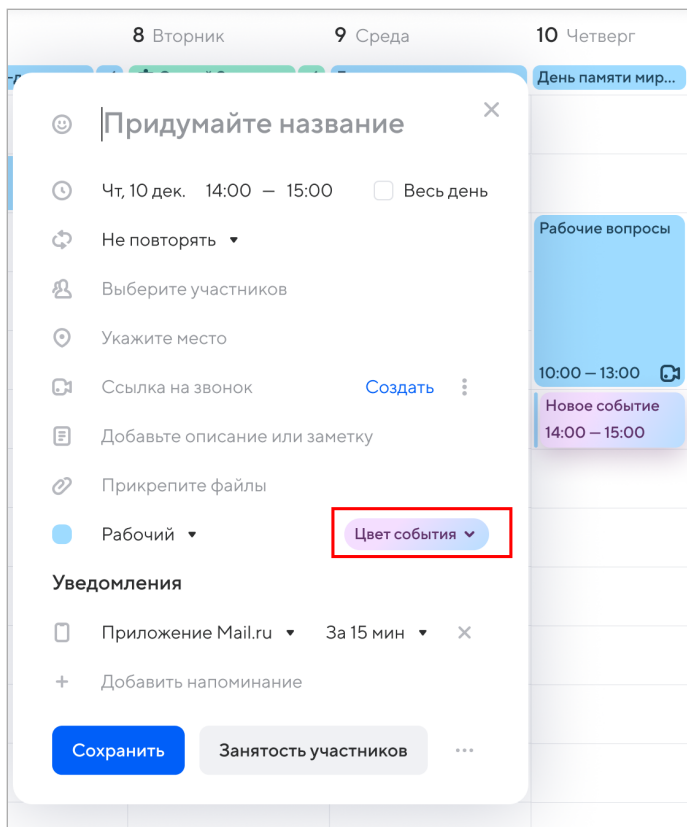 8 Вторник
9 Среда
10 Четверг
День памяти мир...
Придумайте название
Чт, 10 дек. 14:00 — 15:00
Весь день
Не повторять
Выберите участников
Укажите место
Ссылка на звонок
Создать
Добавьте описание или заметку
Прикрепите файлы
Рабочий
Цвет события
Уведомления
Приложение Mail.ru
За 15 мин
Добавить напоминание
Сохранить
Занятость участников
Рабочие вопросы
10:00 — 13:00
Новое событие
14:00 — 15:00